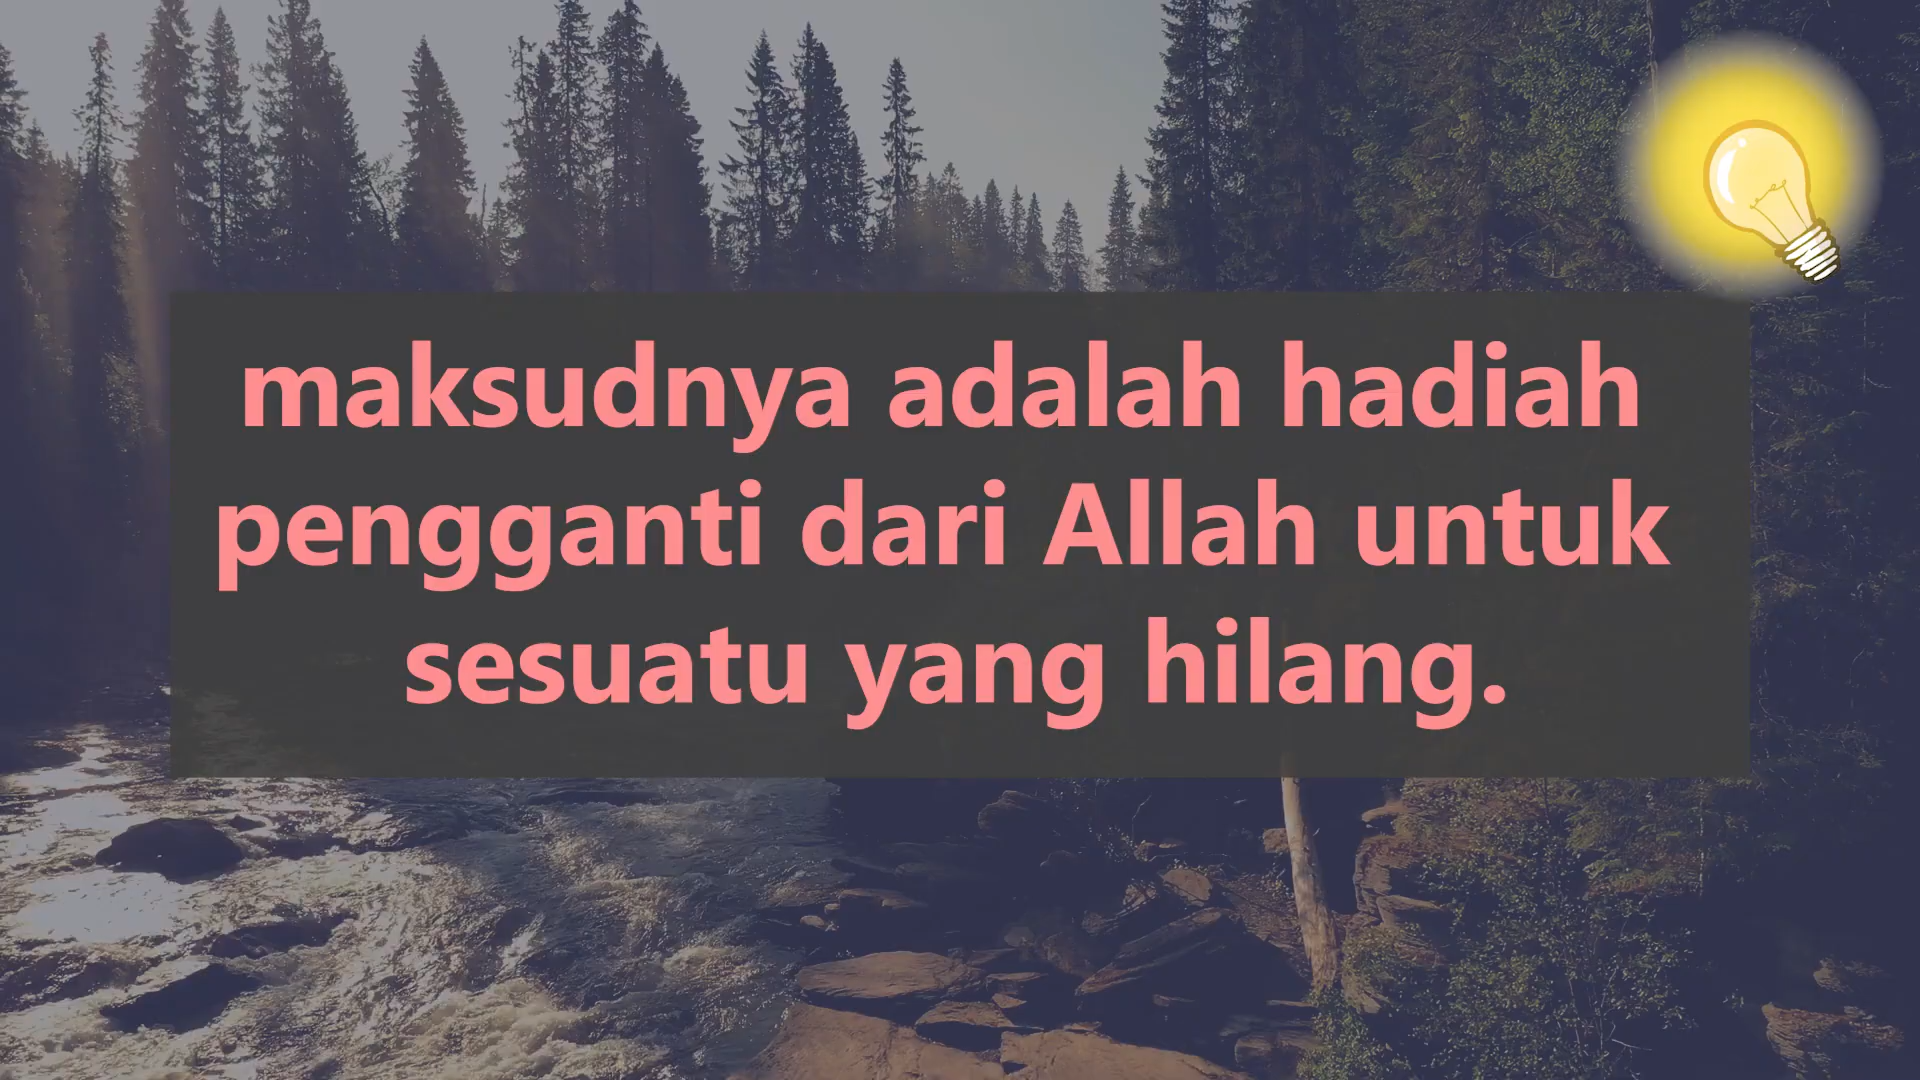 maksudnya adalah hadiah
pengganti dari Allah untuk
sesuatu yang hilang.